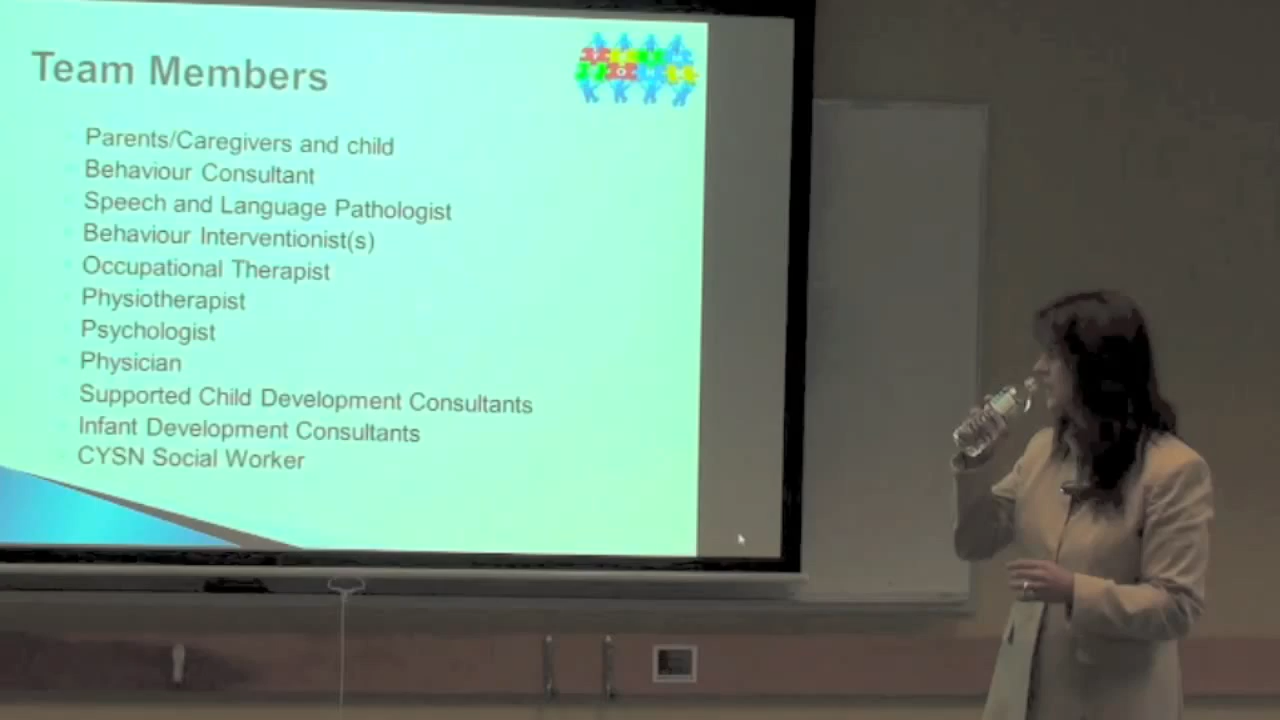 Team Members
Parents/Caregivers and child
Behaviour Consultant
Speech and Language Pathologist
Behaviour Interventionist(s)
Occupational Therapist
Physiotherapist
Psychologist
Physician
Supported Child Development Consultants
Infant Development Consultants
CYSN Social Worker